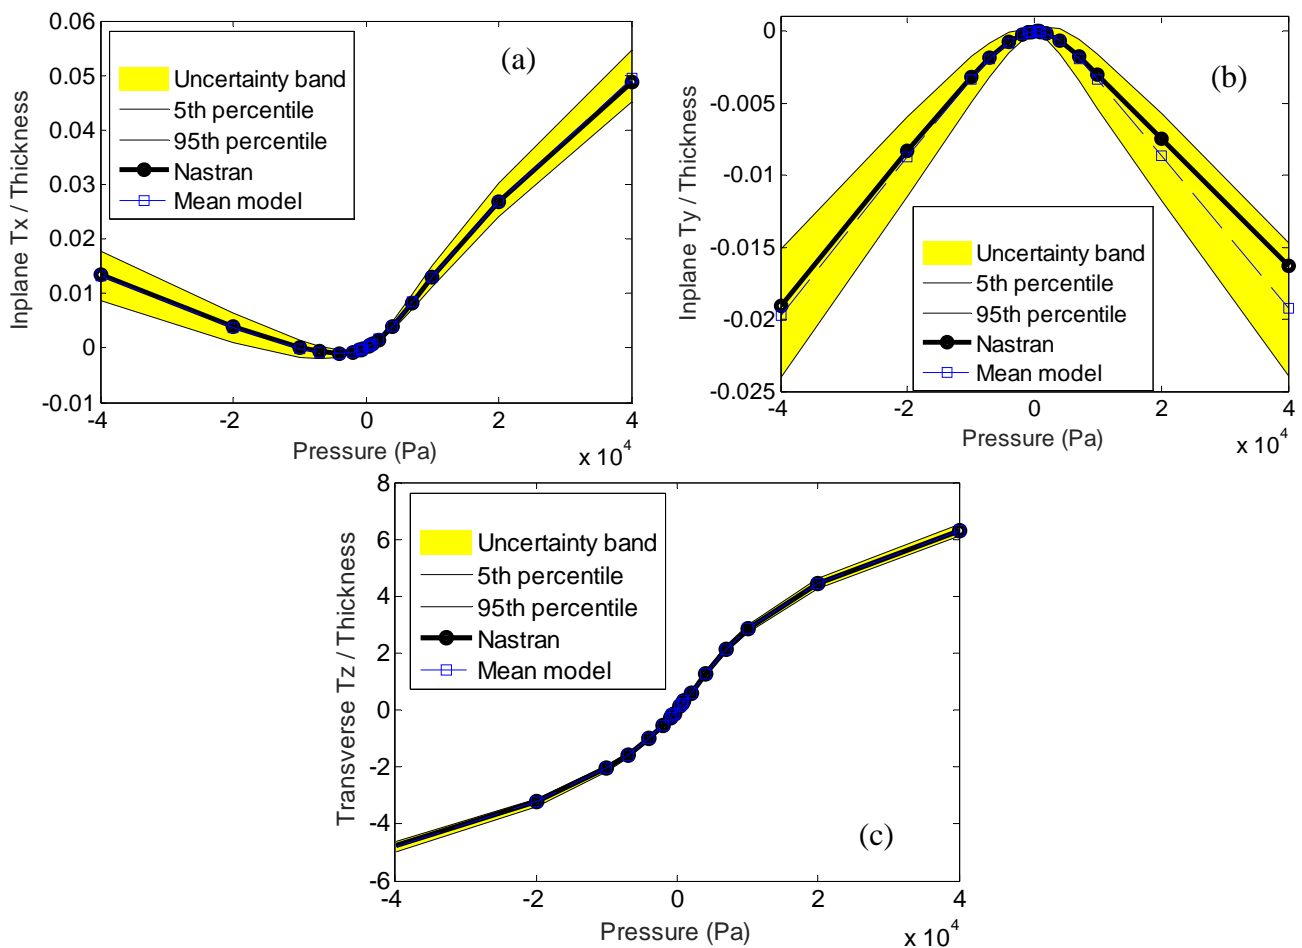 0.06
0.05
0.04
0.03
0.02
0.01
0
-0.01
Inplane Tx / Thickness
(a)
Uncertainty band
5th percentile
95th percentile
Nastran
Mean model
-4
-2
0
2
4
Pressure (Pa)
x 10^4
0
-0.005
-0.01
-0.015
-0.02
-0.025
Inplane Ty / Thickness
(b)
Uncertainty band
5th percentile
95th percentile
Nastran
Mean model
-4
-2
0
2
4
Pressure (Pa)
x 10^4
8
6
4
2
0
-2
-4
-6
Transverse Tz / Thickness
Uncertainty band
5th percentile
95th percentile
Nastran
Mean model
(c)
-4
-2
0
2
4
Pressure (Pa)
x 10^4